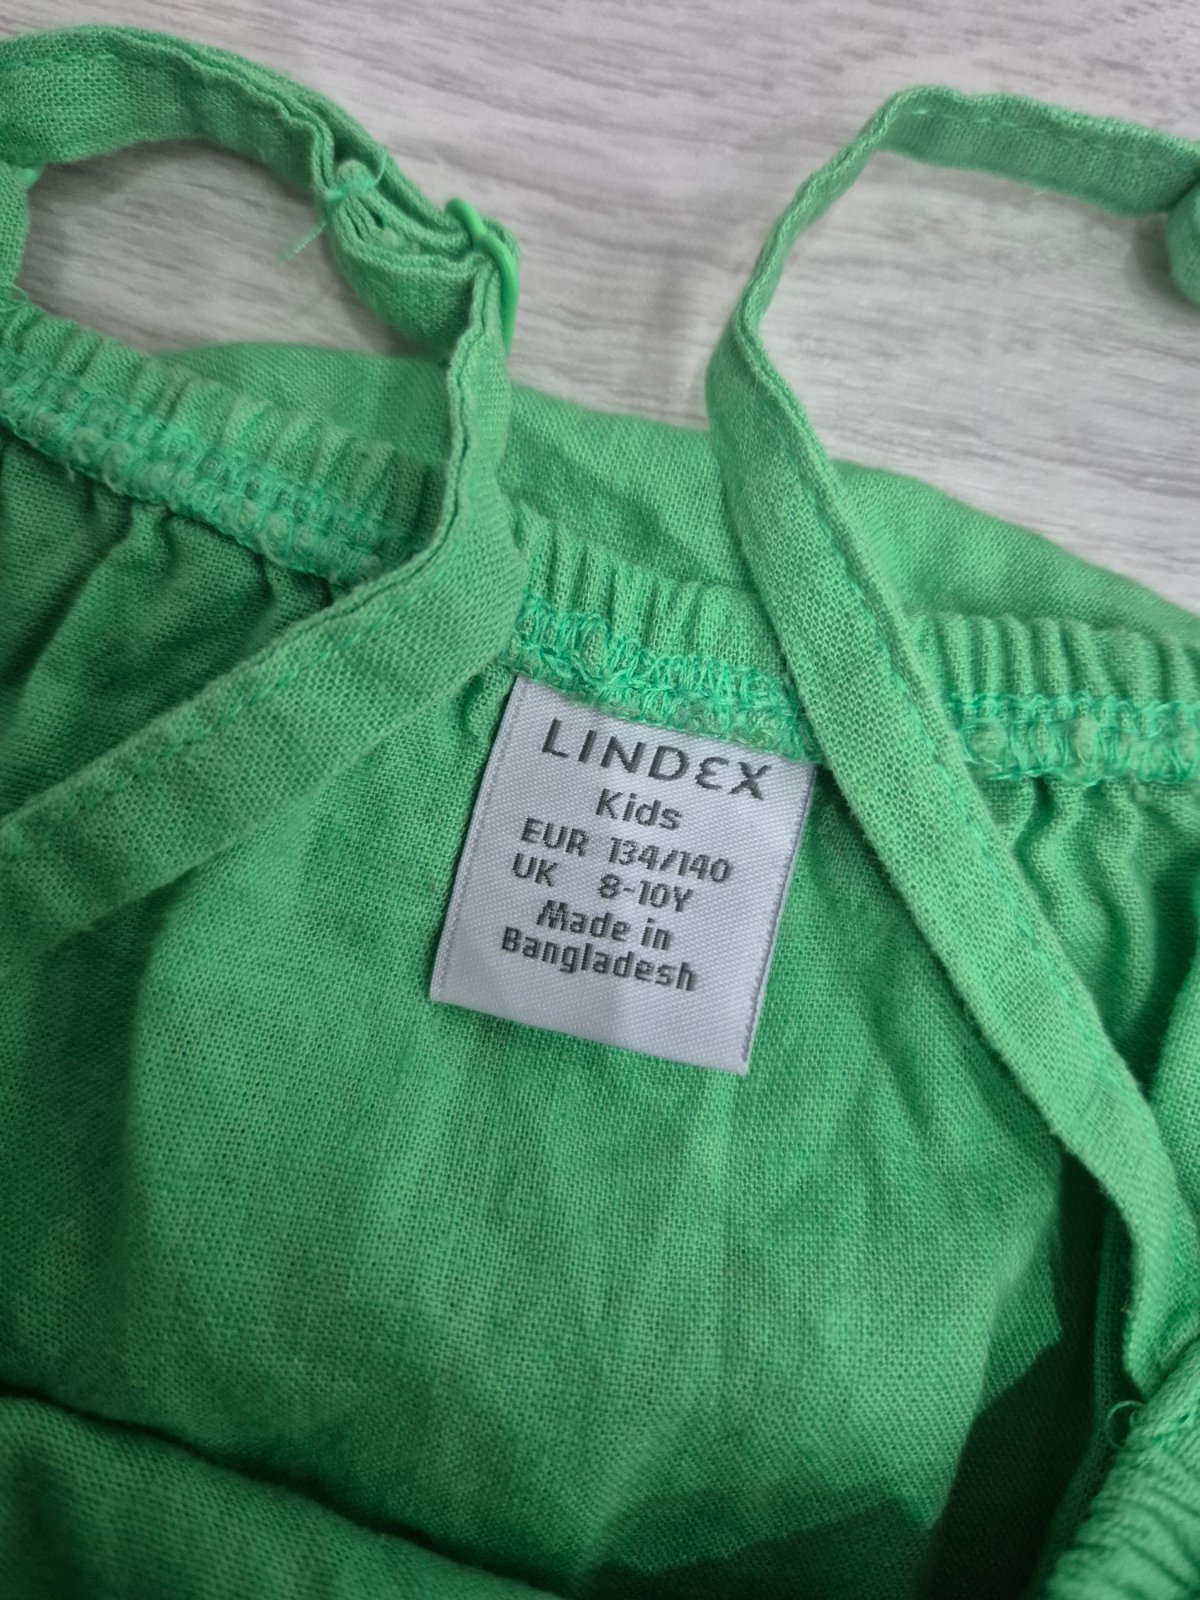 LINDEX
Kids
EUR 134/140
UK 8-10Y
Made in
Bangladesh